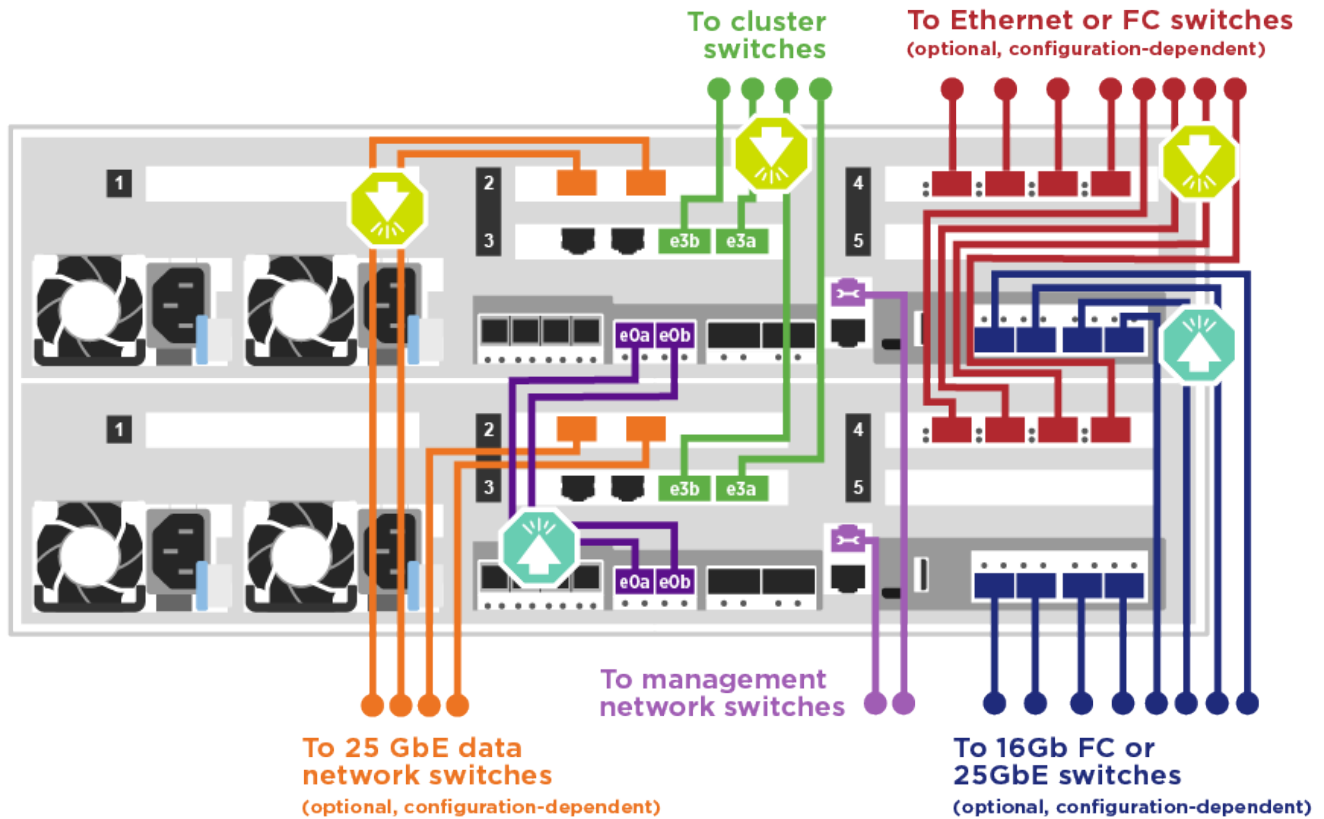 To cluster
switches
To Ethernet or FC switches
(optional, configuration-dependent)
1
2
4
3
e3b
e3a
5
e0a
e0b
1
2
4
3
e3b
e3a
5
e0a
e0b
To management
network switches
To 25 GbE data
network switches
(optional, configuration-dependent)
To 16Gb FC or
25GbE switches
(optional, configuration-dependent)